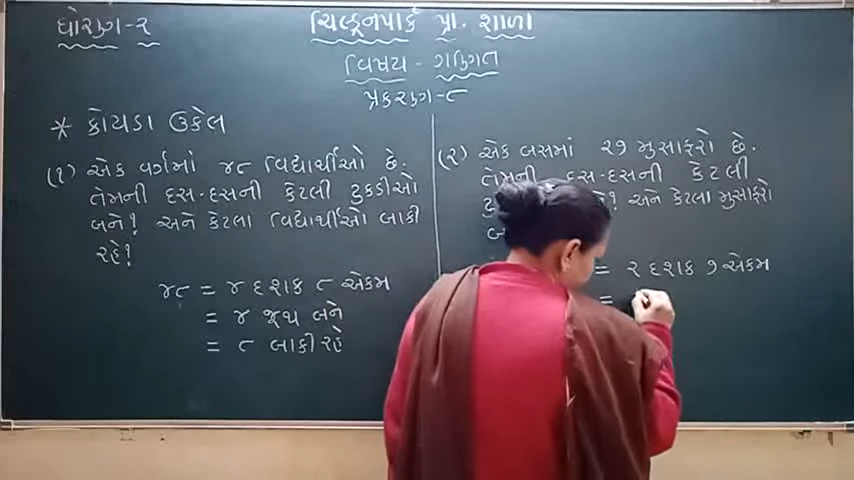 ધોરણ-૨
ચિલ્ડ્રનપાર્ક પ્રા. શાળા
વિષય - ગણિત
પ્રકરણ-૮
* કોયડા ઉકેલ
(૧) એક વર્ગમાં ૪૮ વિદ્યાર્થીઓ છે.
તેમની દસ-દસની કેટલી ટુકડીઓ
બને? અને કેટલા વિદ્યાર્થીઓ બાકી
રહે?
૪૮ = ૪ દશક ૮ એકમ
= ૪ જૂથ બને
= ૮ બાકી રહે
(૨) એક બસમાં ૨૭ મુસાફરો છે.
તેમની દસ-દસની કેટલી
અને કેટલા મુસાફરો
= ૨ દશક ૭ એકમ
=